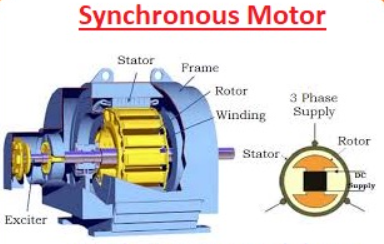 Synchronous Motor
Stator
Frame
Rotor
Winding
Exciter
3 Phase
Supply
Rotor
Stator
DC
Supply